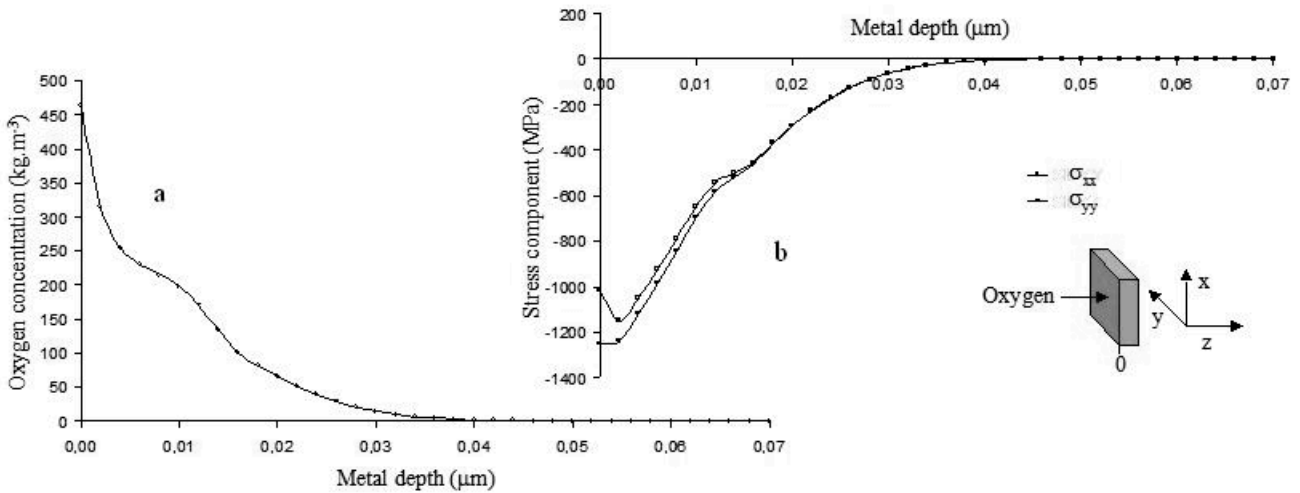 500
450
400
350
300
250
200
150
100
50
0
Oxygen concentration (kg.m-3)
a
0,00 0,01 0,02 0,03 0,04 0,05 0,06 0,07
Metal depth (μm)
200
0
-200
-400
-600
-800
-1000
-1200
-1400
Stress component (MPa)
Metal depth (μm)
0,00 0,01 0,02 0,03 0,04 0,05 0,06 0,07
b
σxx
σyy
Oxygen
x
y
z
0